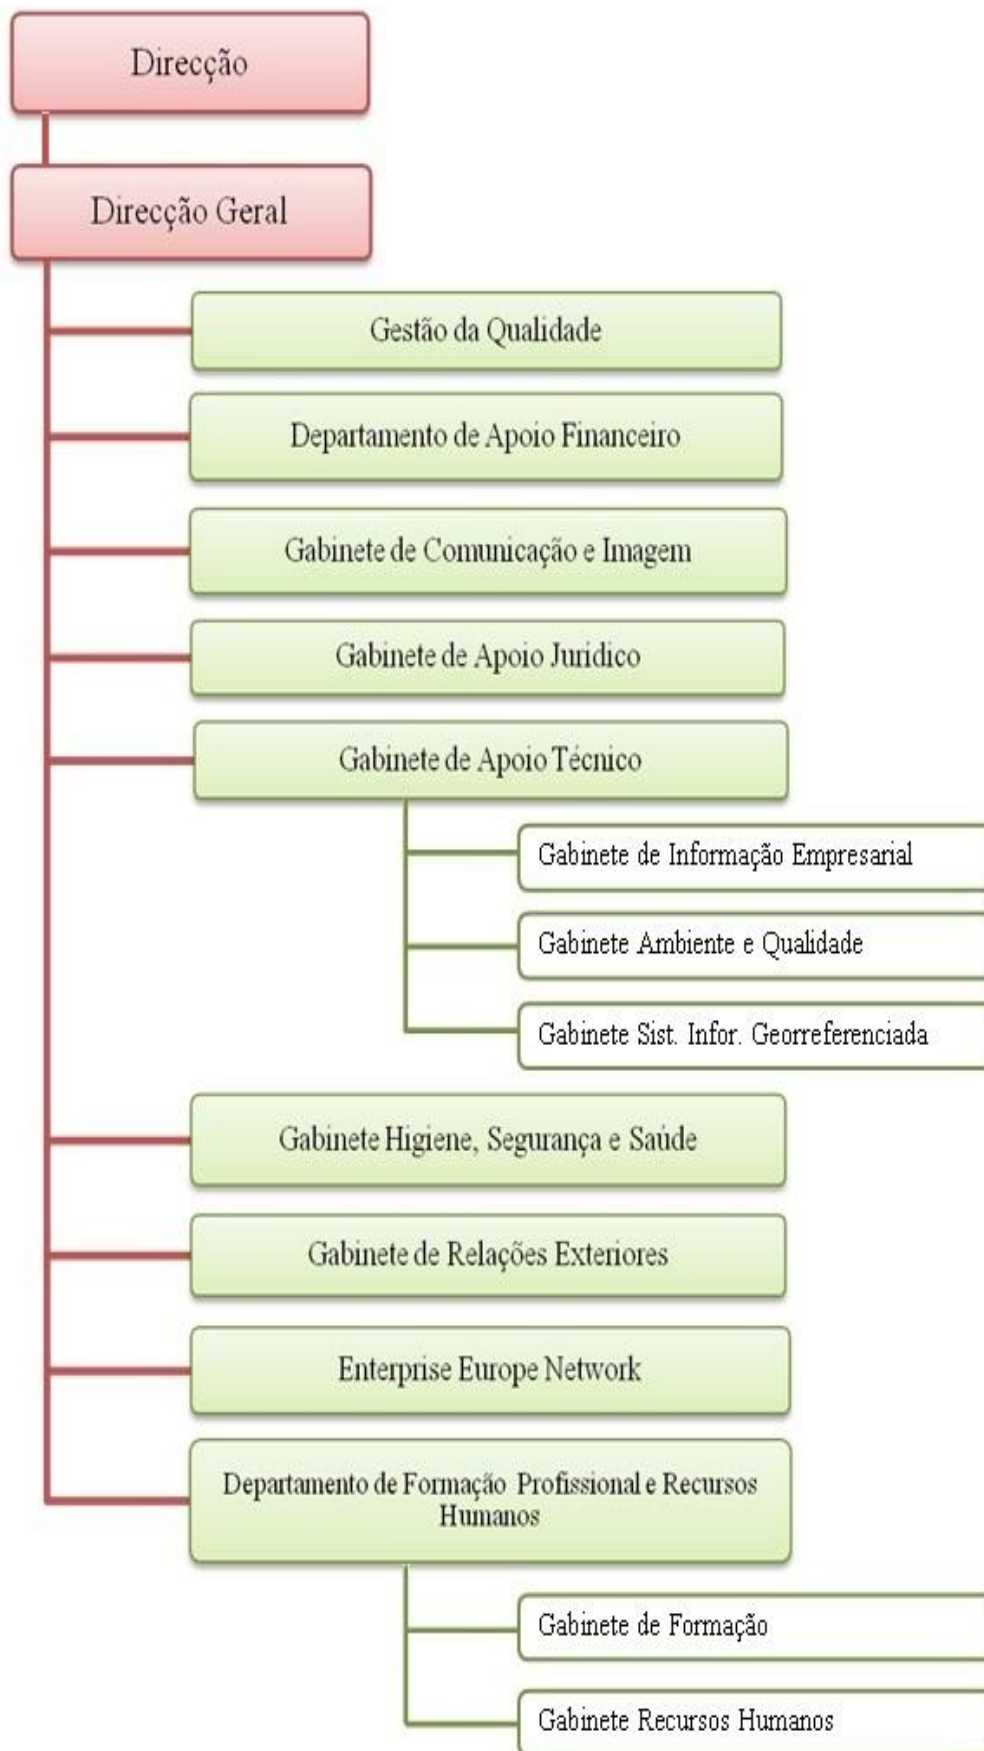 Direcção
Direcção Geral
Gestão da Qualidade
Departamento de Apoio Financeiro
Gabinete de Comunicação e Imagem
Gabinete de Apoio Juridico
Gabinete de Apoio Técnico
Gabinete de Informação Empresarial
Gabinete Ambiente e Qualidade
Gabinete Sist. Infor. Georreferenciada
Gabinete Higiene, Segurança e Saúde
Gabinete de Relações Exteriores
Enterprise Europe Network
Departamento de Formação Profissional e Recursos
Humanos
Gabinete de Formação
Gabinete Recursos Humanos